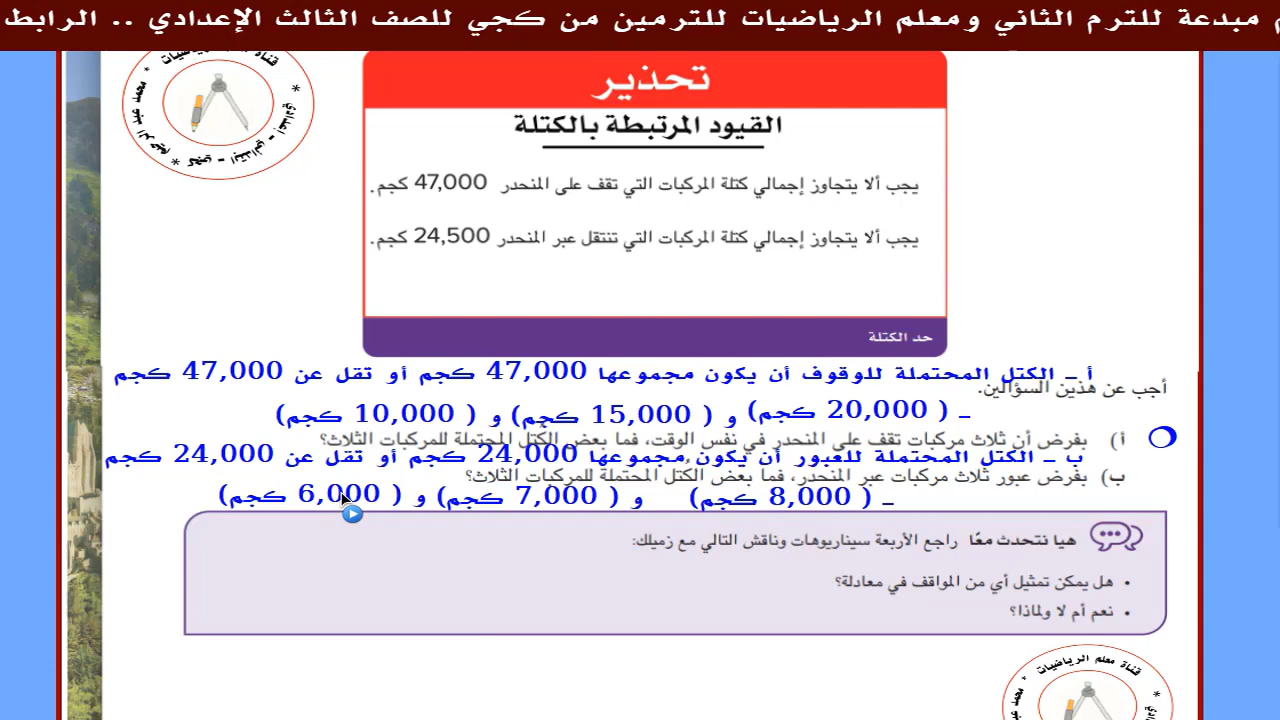 م مبدعة للترم الثاني ومعلم الرياضيات للترمين من كجي للصف الثالث الإعدادي .. الرابط
تحذير
القيود المرتبطة بالكتلة
يجب ألا يتجاوز إجمالي كتلة المركبات التي تقف على المنحدر 47,000 كجم.
يجب ألا يتجاوز إجمالي كتلة المركبات التي تنتقل عبر المنحدر 24,500 كجم.
حد الكتلة
أ ـ الكتل المحتملة للوقوف أن يكون مجموعها 47,000 كجم أو تقل عن 47,000 كجم
أجب عن هذين السؤالين.
ـ ( 20,000 كجم) و ( 15,000 كجم) و ( 10,000 كجم)
أ) بفرض أن ثلاث مركبات تقف على المنحدر في نفس الوقت، فما بعض الكتل المحتملة للمركبات الثلاث؟
ب ـ الكتل المحتملة للعبور أن يكون مجموعها 24,000 كجم أو تقل عن 24,000 كجم
ب) بفرض عبور ثلاث مركبات عبر المنحدر، فما بعض الكتل المحتملة للمركبات الثلاث؟
ـ ( 8,000 كجم) و ( 7,000 كجم) و ( 6,000 كجم)
هيا نتحدث معًا راجع الأربعة سيناريوهات وناقش التالي مع زميلك:
• هل يمكن تمثيل أي من المواقف في معادلة؟
• نعم أم لا ولماذا؟
قناة معلم الرياضيات